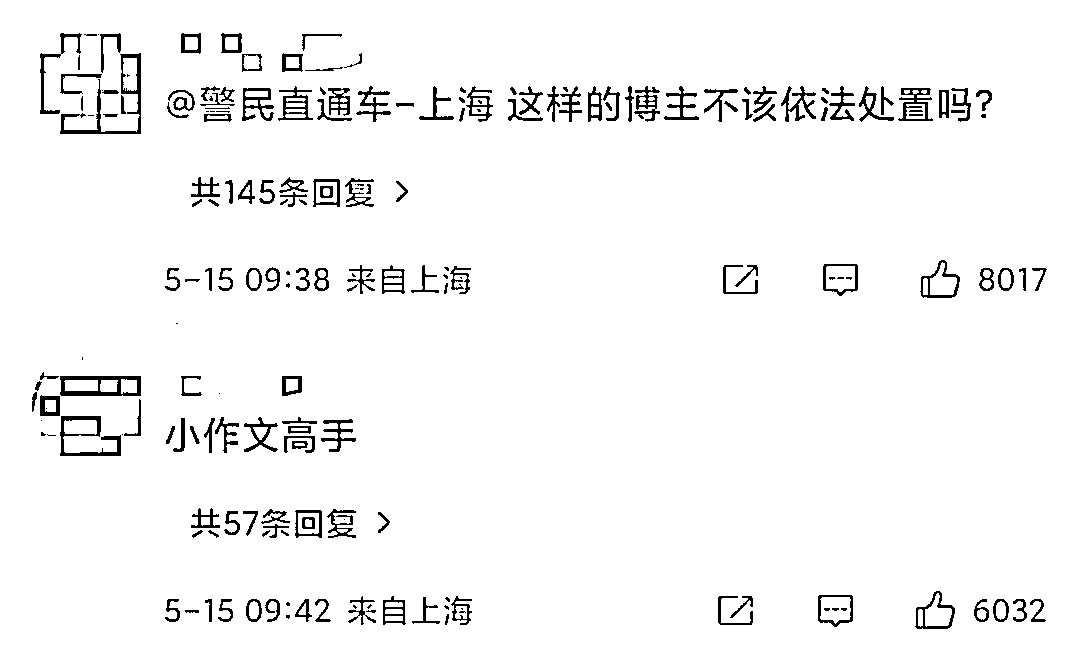 @警民直通车-上海 这样的博主不该依法处置吗?
共145条回复 >
5-15 09:38 来自上海
8017
小作文高手
共57条回复 >
5-15 09:42 来自上海
6032